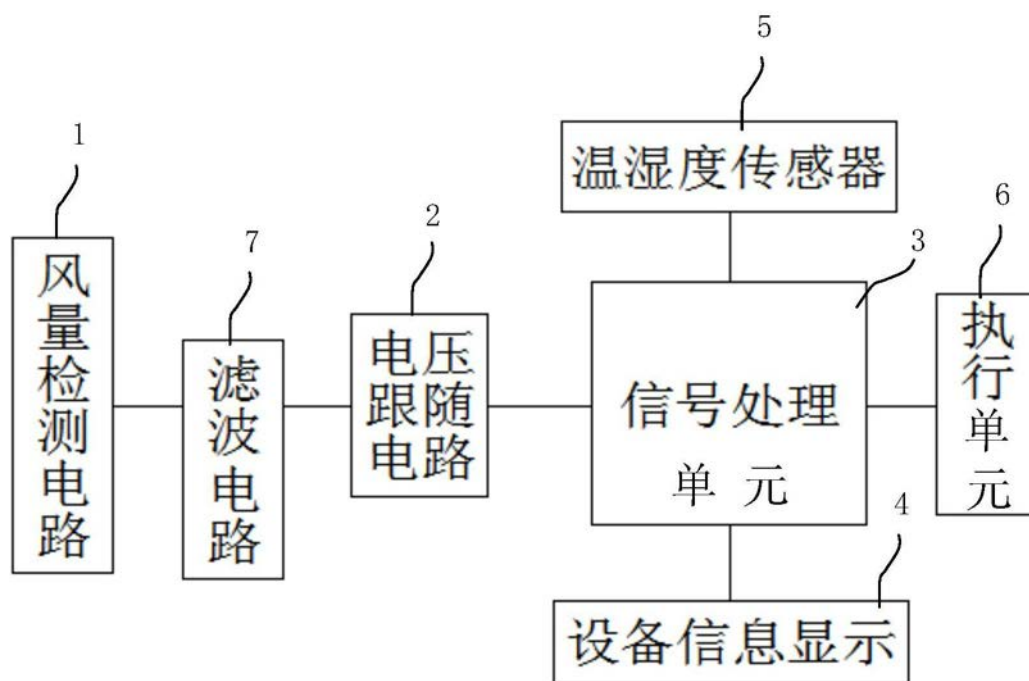 1
风量检测电路
7
滤波电路
2
电压
跟随
电路
5
温湿度传感器
3
信号处理
单 元
6
执行单元
4
设备信息显示